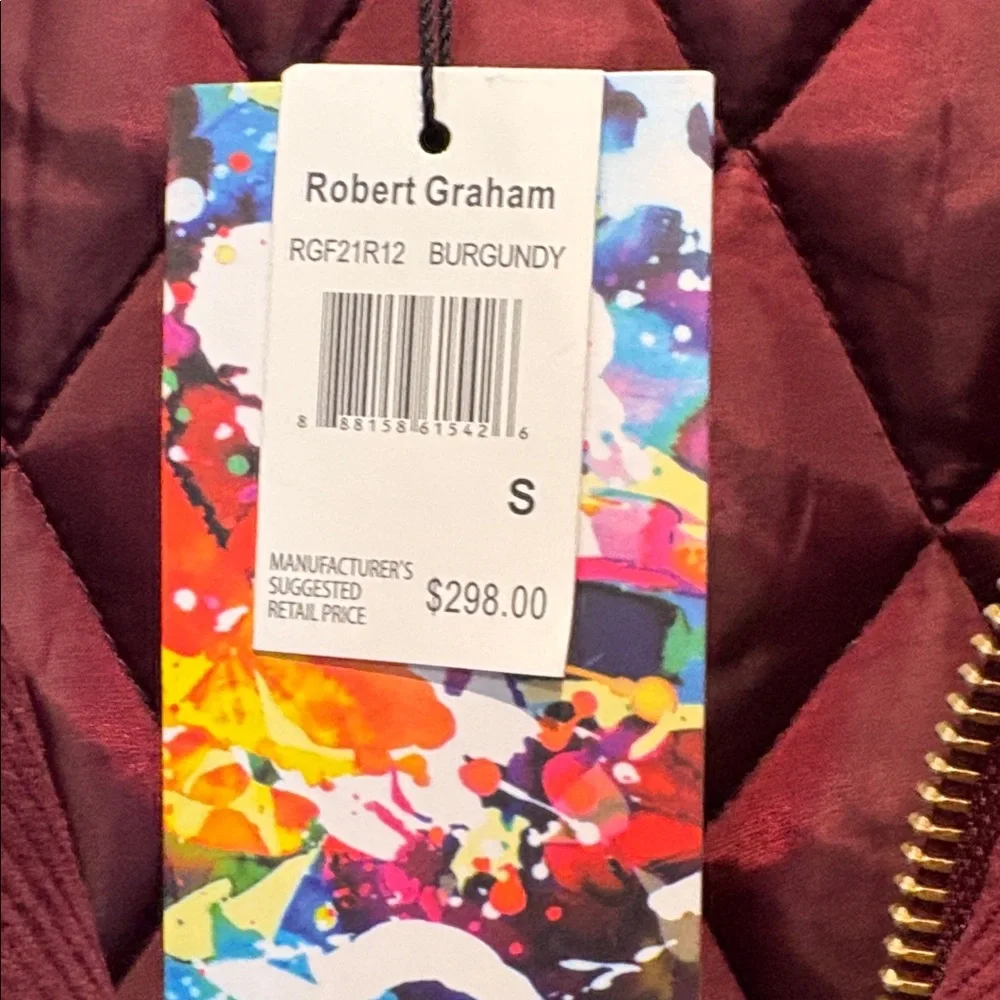 Robert Graham
RGF21R12 BURGUNDY
8 88158 61542 6
S
MANUFACTURER'S
SUGGESTED
RETAIL PRICE
$298.00